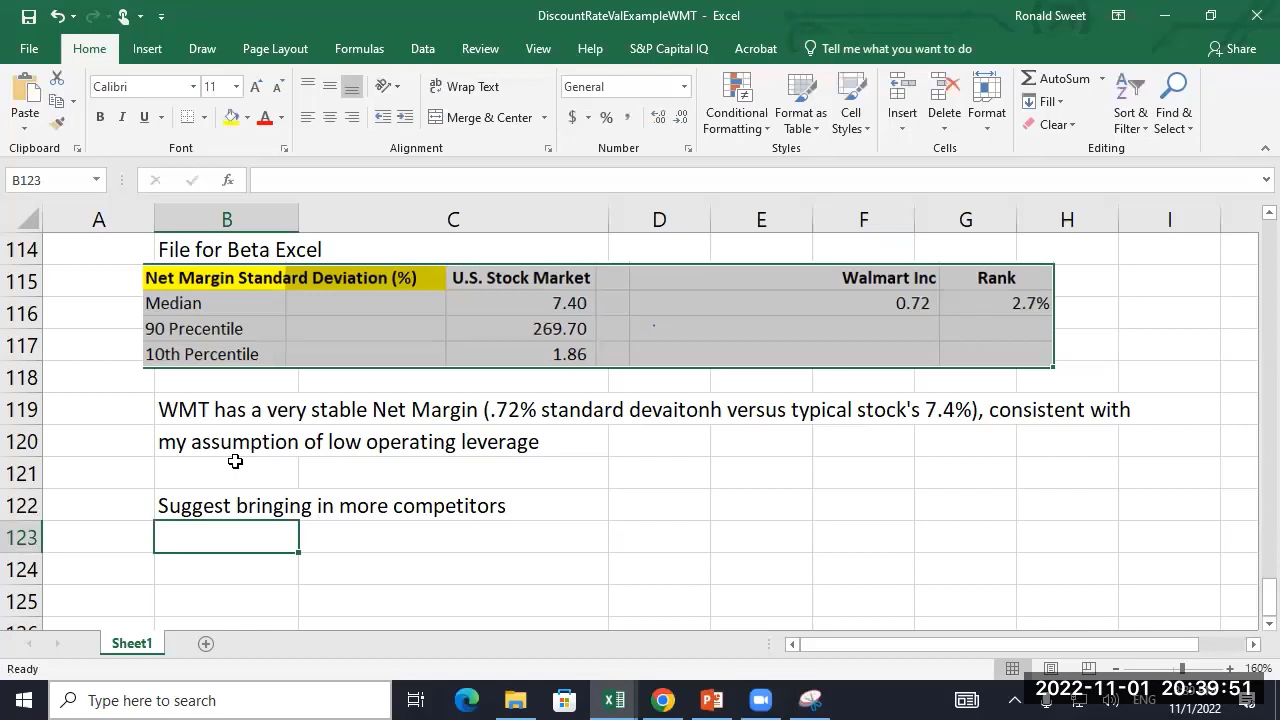 DiscountRateValExampleWMT - Excel
Ronald Sweet
File Home Insert Draw Page Layout Formulas Data Review View Help S&P Capital IQ Acrobat Tell me what you want to do Share
Paste
Calibri 11
B I U
Wrap Text
Merge & Center
General
$ % ,
Conditional Formatting
Format as Table
Cell Styles
Insert
Delete
Format
AutoSum
Fill
Clear
Sort & Filter
Find & Select
Clipboard Font Alignment Number Styles Cells Editing
B123 fx
A B C D E F G H I
114 File for Beta Excel
115 Net Margin Standard Deviation (%) U.S. Stock Market Walmart Inc Rank
116 Median 7.40 0.72 2.7%
117 90 Precentile 269.70
118 10th Percentile 1.86
119 WMT has a very stable Net Margin (.72% standard devaitonh versus typical stock's 7.4%), consistent with
120 my assumption of low operating leverage
121
122 Suggest bringing in more competitors
123
124
125
Sheet1
Ready
160%
Type here to search
2022-11-01 20:39:51
ENG
11/1/2022